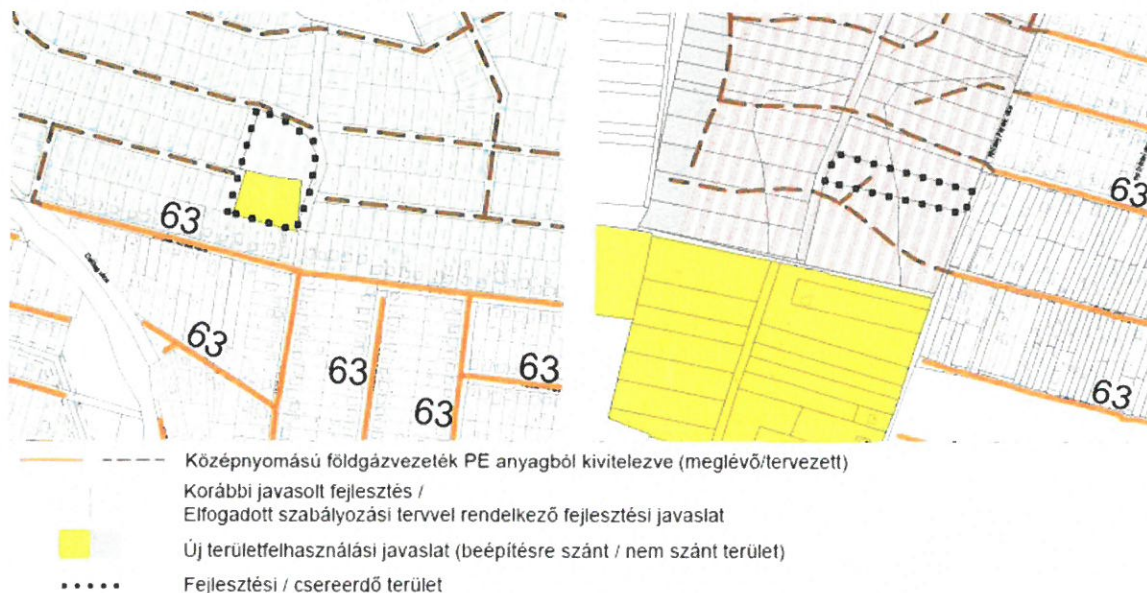 63
63
63
63
63
63
63
Középnyomású földgázvezeték PE anyagból kivitelezve (meglévő/tervezett)
Korábbi javasolt fejlesztés /
Elfogadott szabályozási tervvel rendelkező fejlesztési javaslat
Új területfelhasználási javaslat (beépítésre szánt / nem szánt terület)
Fejlesztési / csereerdő terület